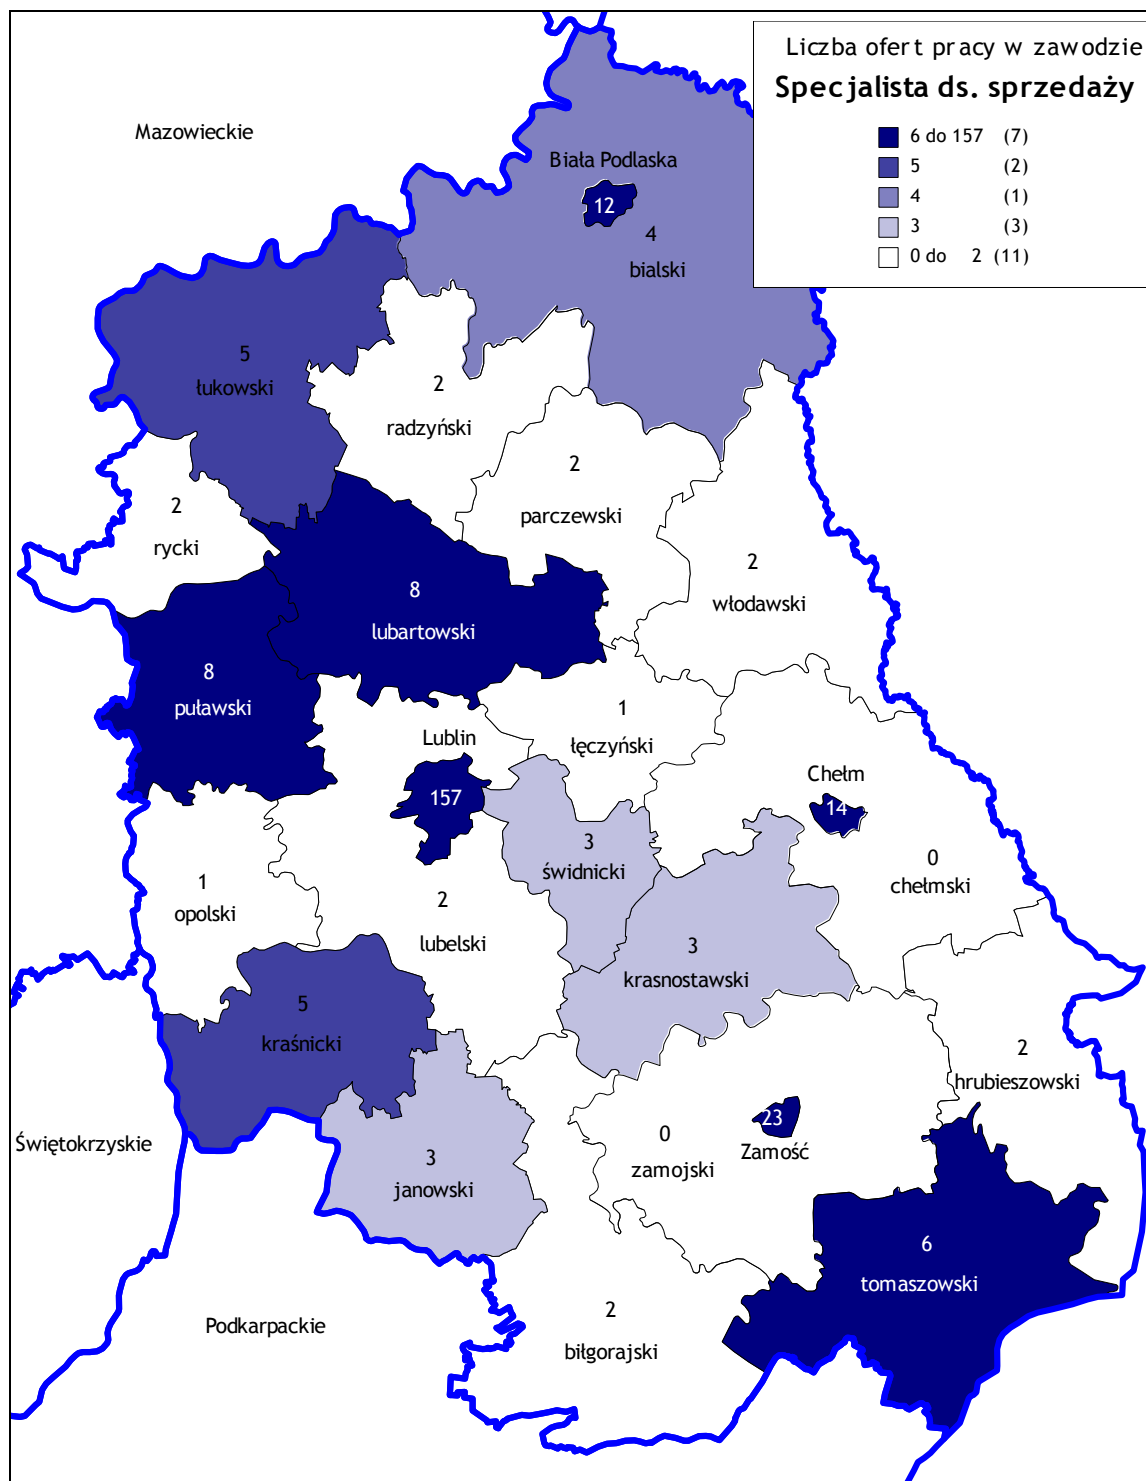 Liczba ofert pracy w zawodzie
Specjalista ds. sprzedaży
6 do 157 (7)
5 (2)
4 (1)
3 (3)
0 do 2 (11)
Mazowieckie
Biała Podlaska
12
4
bialski
5
łukowski
2
radzyński
2
parczewski
2
rycki
2
włodawski
8
lubartowski
8
puławski
1
łęczyński
Lublin
157
Chełm
14
3
świdnicki
0
chełmski
1
opolski
2
lubelski
3
krasnostawski
5
kraśnicki
2
hrubieszowski
23
Zamość
0
zamojski
Świętokrzyskie
3
janowski
6
tomaszowski
2
biłgorajski
Podkarpackie